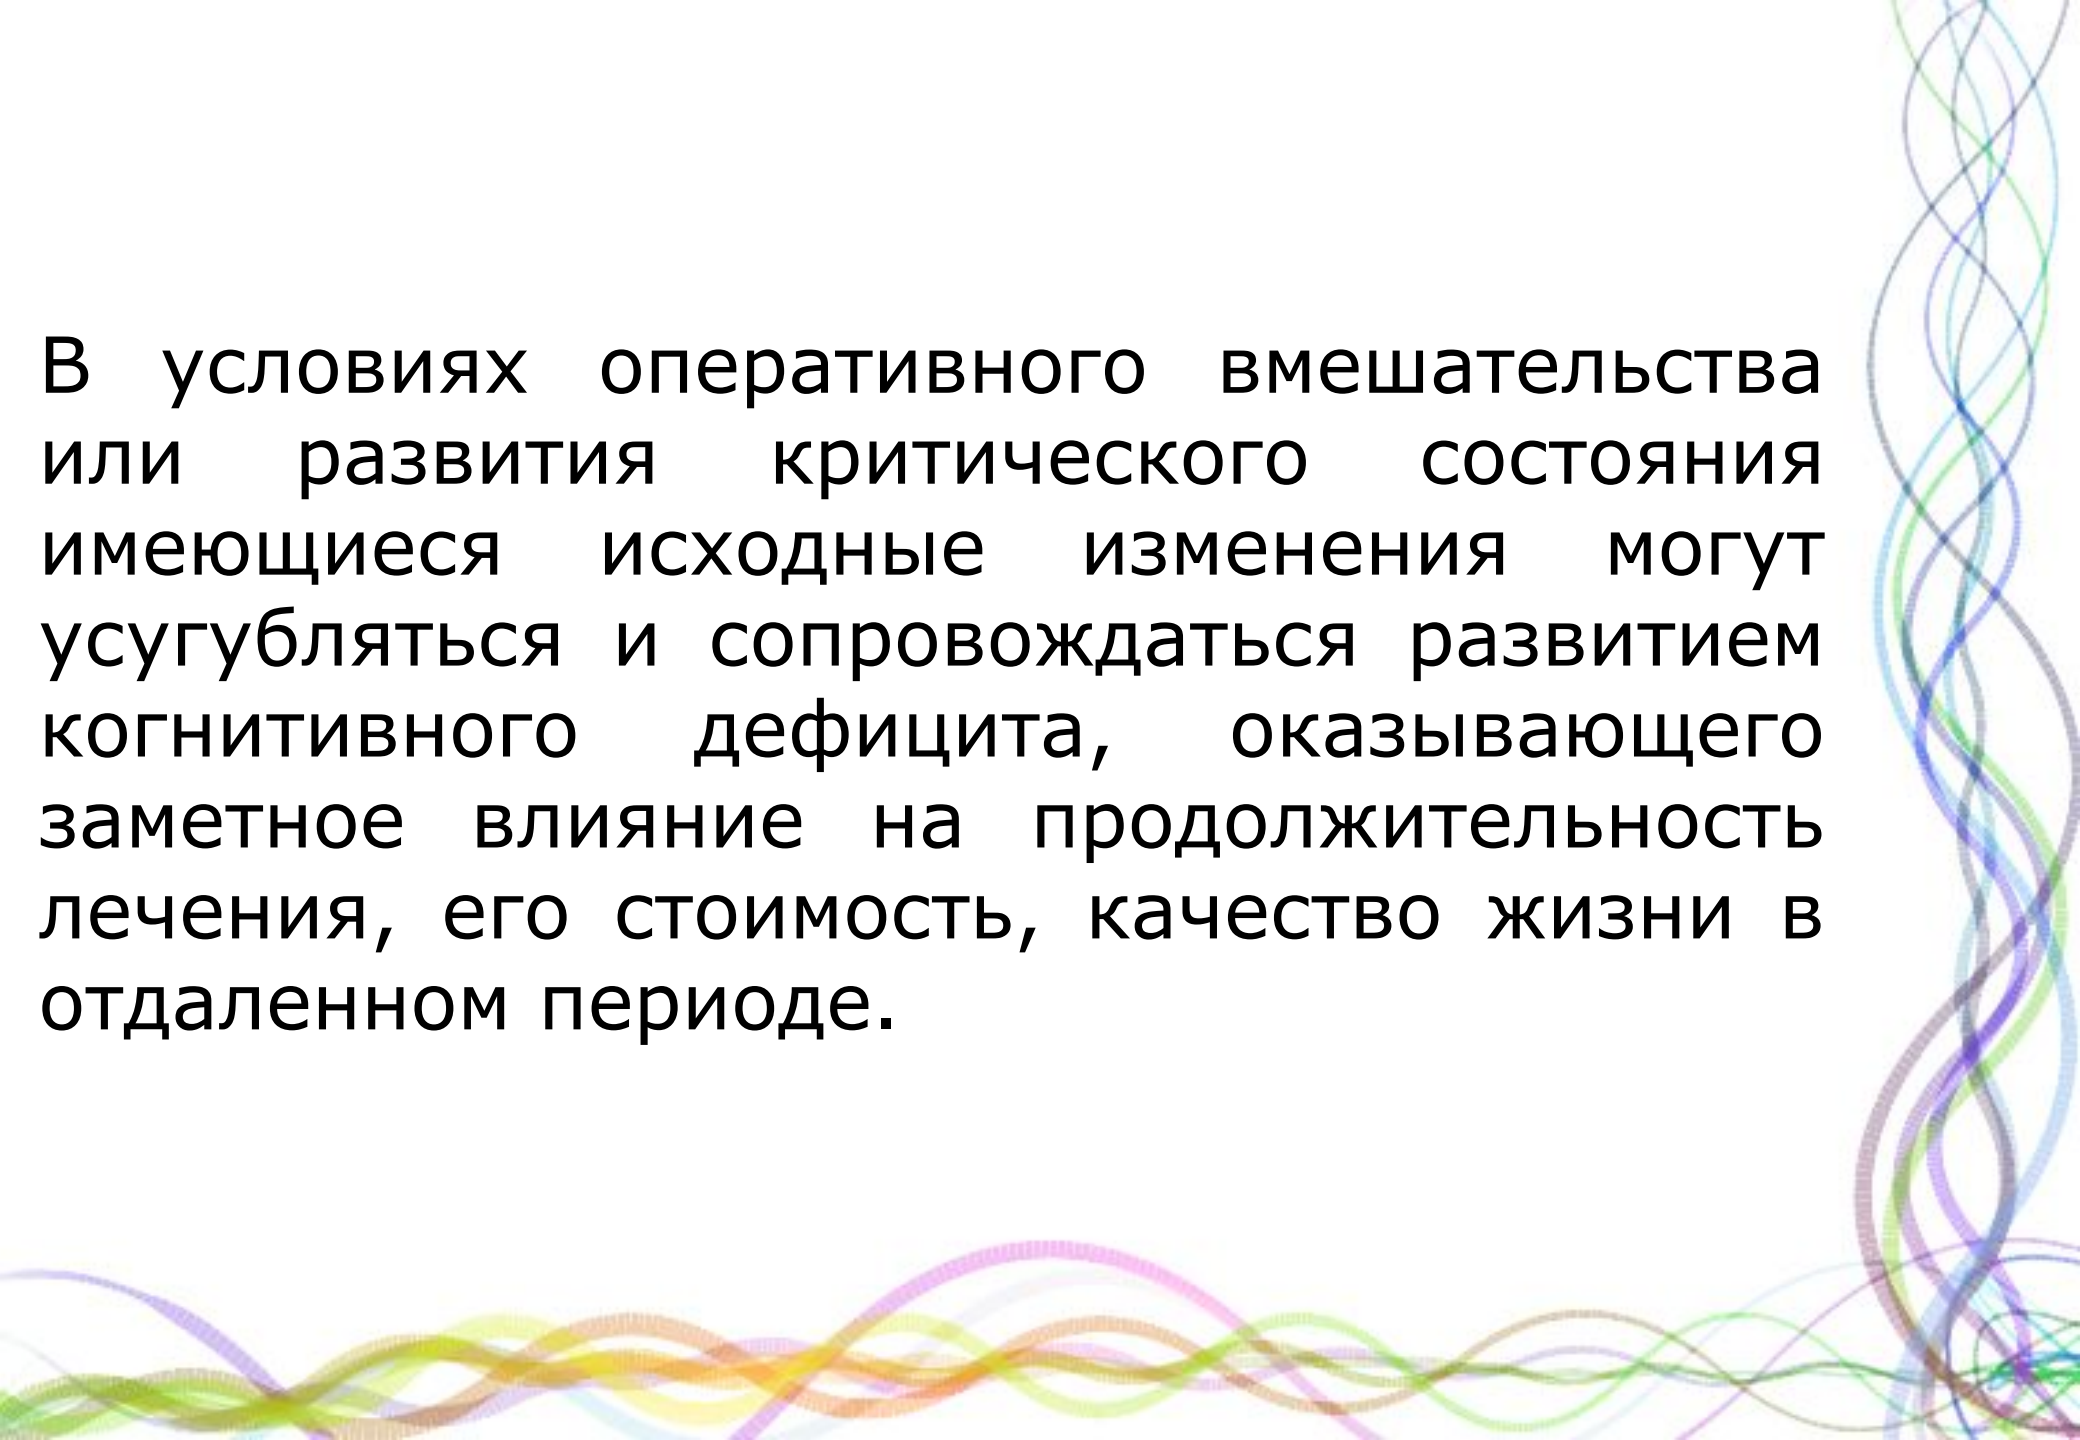 В условиях оперативного вмешательства
или развития критического состояния
имеющиеся исходные изменения могут
усугубляться и сопровождаться развитием
когнитивного дефицита, оказывающего
заметное влияние на продолжительность
лечения, его стоимость, качество жизни в
отдаленном периоде.